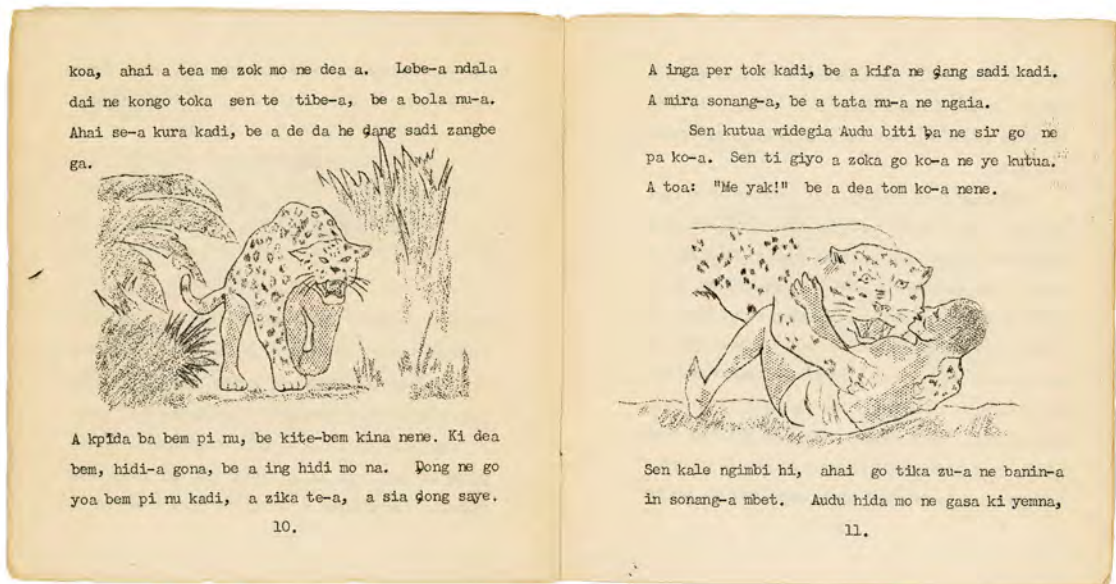 koa, ahai a tea me zok mo ne dea a. Lebe-a ndala
dai ne kongo toka sen te tibe-a, be a bola nu-a.
Ahai se-a kura kadi, be a de da he ɗang sadi zangbe
ga.
A kpida ba bem pi nu, be kite-bem kina nene. Ki dea
bem, hidi-a gona, be a ing hidi mo na. Ɗong ne go
yoa bem pi nu kadi, a zika te-a, a sia ɗong saye.
10.
A inga per tok kadi, be a kifa ne ɗang sadi kadi.
A mira sonang-a, be a tata nu-a ne ngaia.
Sen kutua widegia Audu biti ɓa ne sir go ne
pa ko-a. Sen ti giyo a zoka go ko-a ne ye kutua.
A toa: "Me yak!" be a dea tom ko-a nene.
Sen kale ngimbi hi, ahai go tika zu-a ne banin-a
in sonang-a mbet. Audu hida mo ne gasa ki yemna,
11.